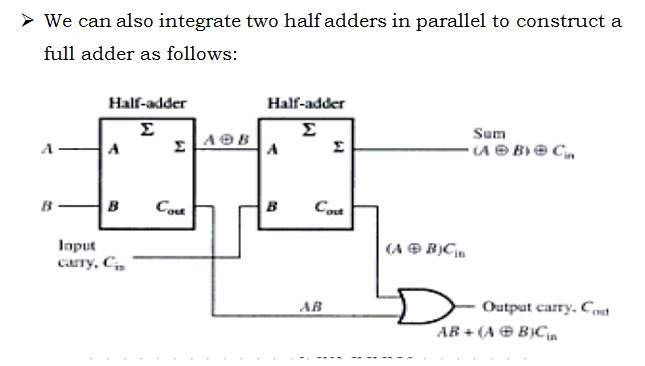 ➢ We can also integrate two half adders in parallel to construct a
full adder as follows:
Half-adder Half-adder
Σ Σ
A A Σ A ⊕ B A Σ Sum
(A ⊕ B) ⊕ Cin
B B Cout B Cout
Input
carry, Cin
(A ⊕ B)Cin
AB Output carry, Cout
AB + (A ⊕ B)Cin